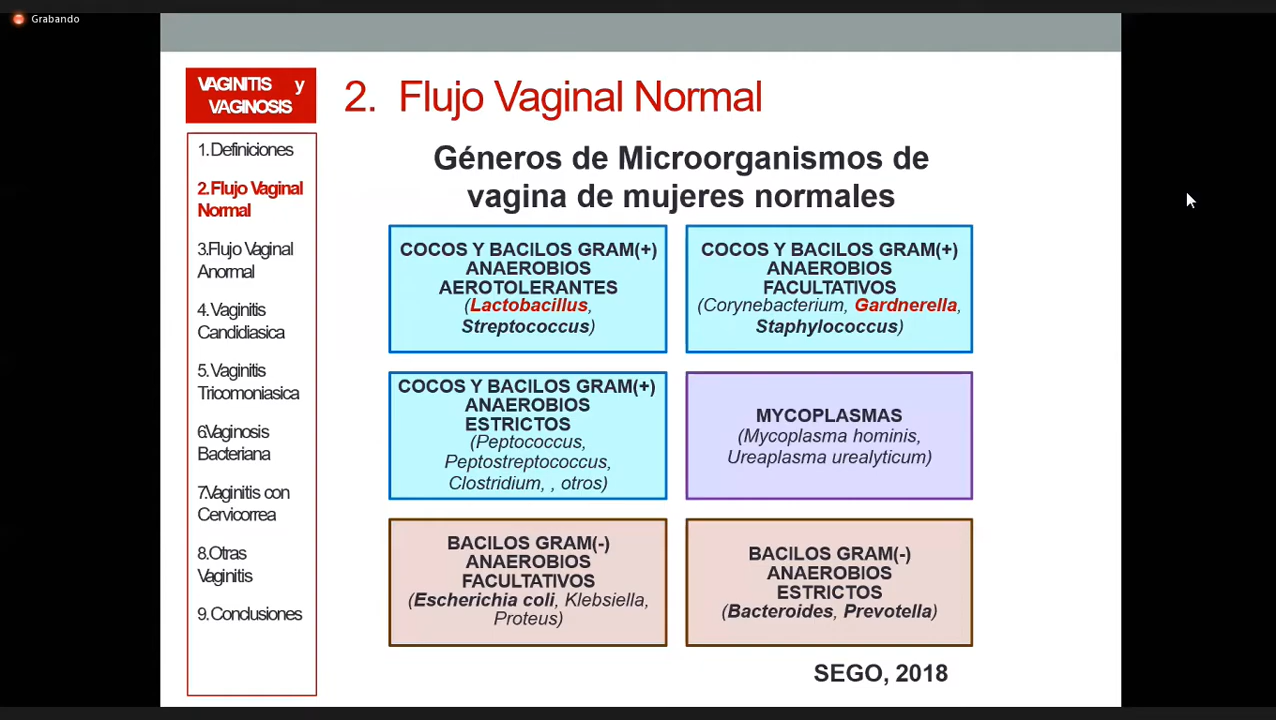 Grabando
VAGINITIS y
VAGINOSIS
1.Definiciones
2.Flujo Vaginal
Normal
3.Flujo Vaginal
Anormal
4.Vaginitis
Candidiasica
5.Vaginitis
Tricomoniasica
6.Vaginosis
Bacteriana
7.Vaginitis con
Cervicorrea
8.Otras
Vaginitis
9.Conclusiones
2. Flujo Vaginal Normal
Géneros de Microorganismos de
vagina de mujeres normales
COCOS Y BACILOS GRAM(+)
ANAEROBIOS
AEROTOLERANTES
(Lactobacillus,
Streptococcus)
COCOS Y BACILOS GRAM(+)
ANAEROBIOS
FACULTATIVOS
(Corynebacterium, Gardnerella,
Staphylococcus)
COCOS Y BACILOS GRAM(+)
ANAEROBIOS
ESTRICTOS
(Peptococcus,
Peptostreptococcus,
Clostridium, , otros)
MYCOPLASMAS
(Mycoplasma hominis,
Ureaplasma urealyticum)
BACILOS GRAM(-)
ANAEROBIOS
FACULTATIVOS
(Escherichia coli, Klebsiella,
Proteus)
BACILOS GRAM(-)
ANAEROBIOS
ESTRICTOS
(Bacteroides, Prevotella)
SEGO, 2018